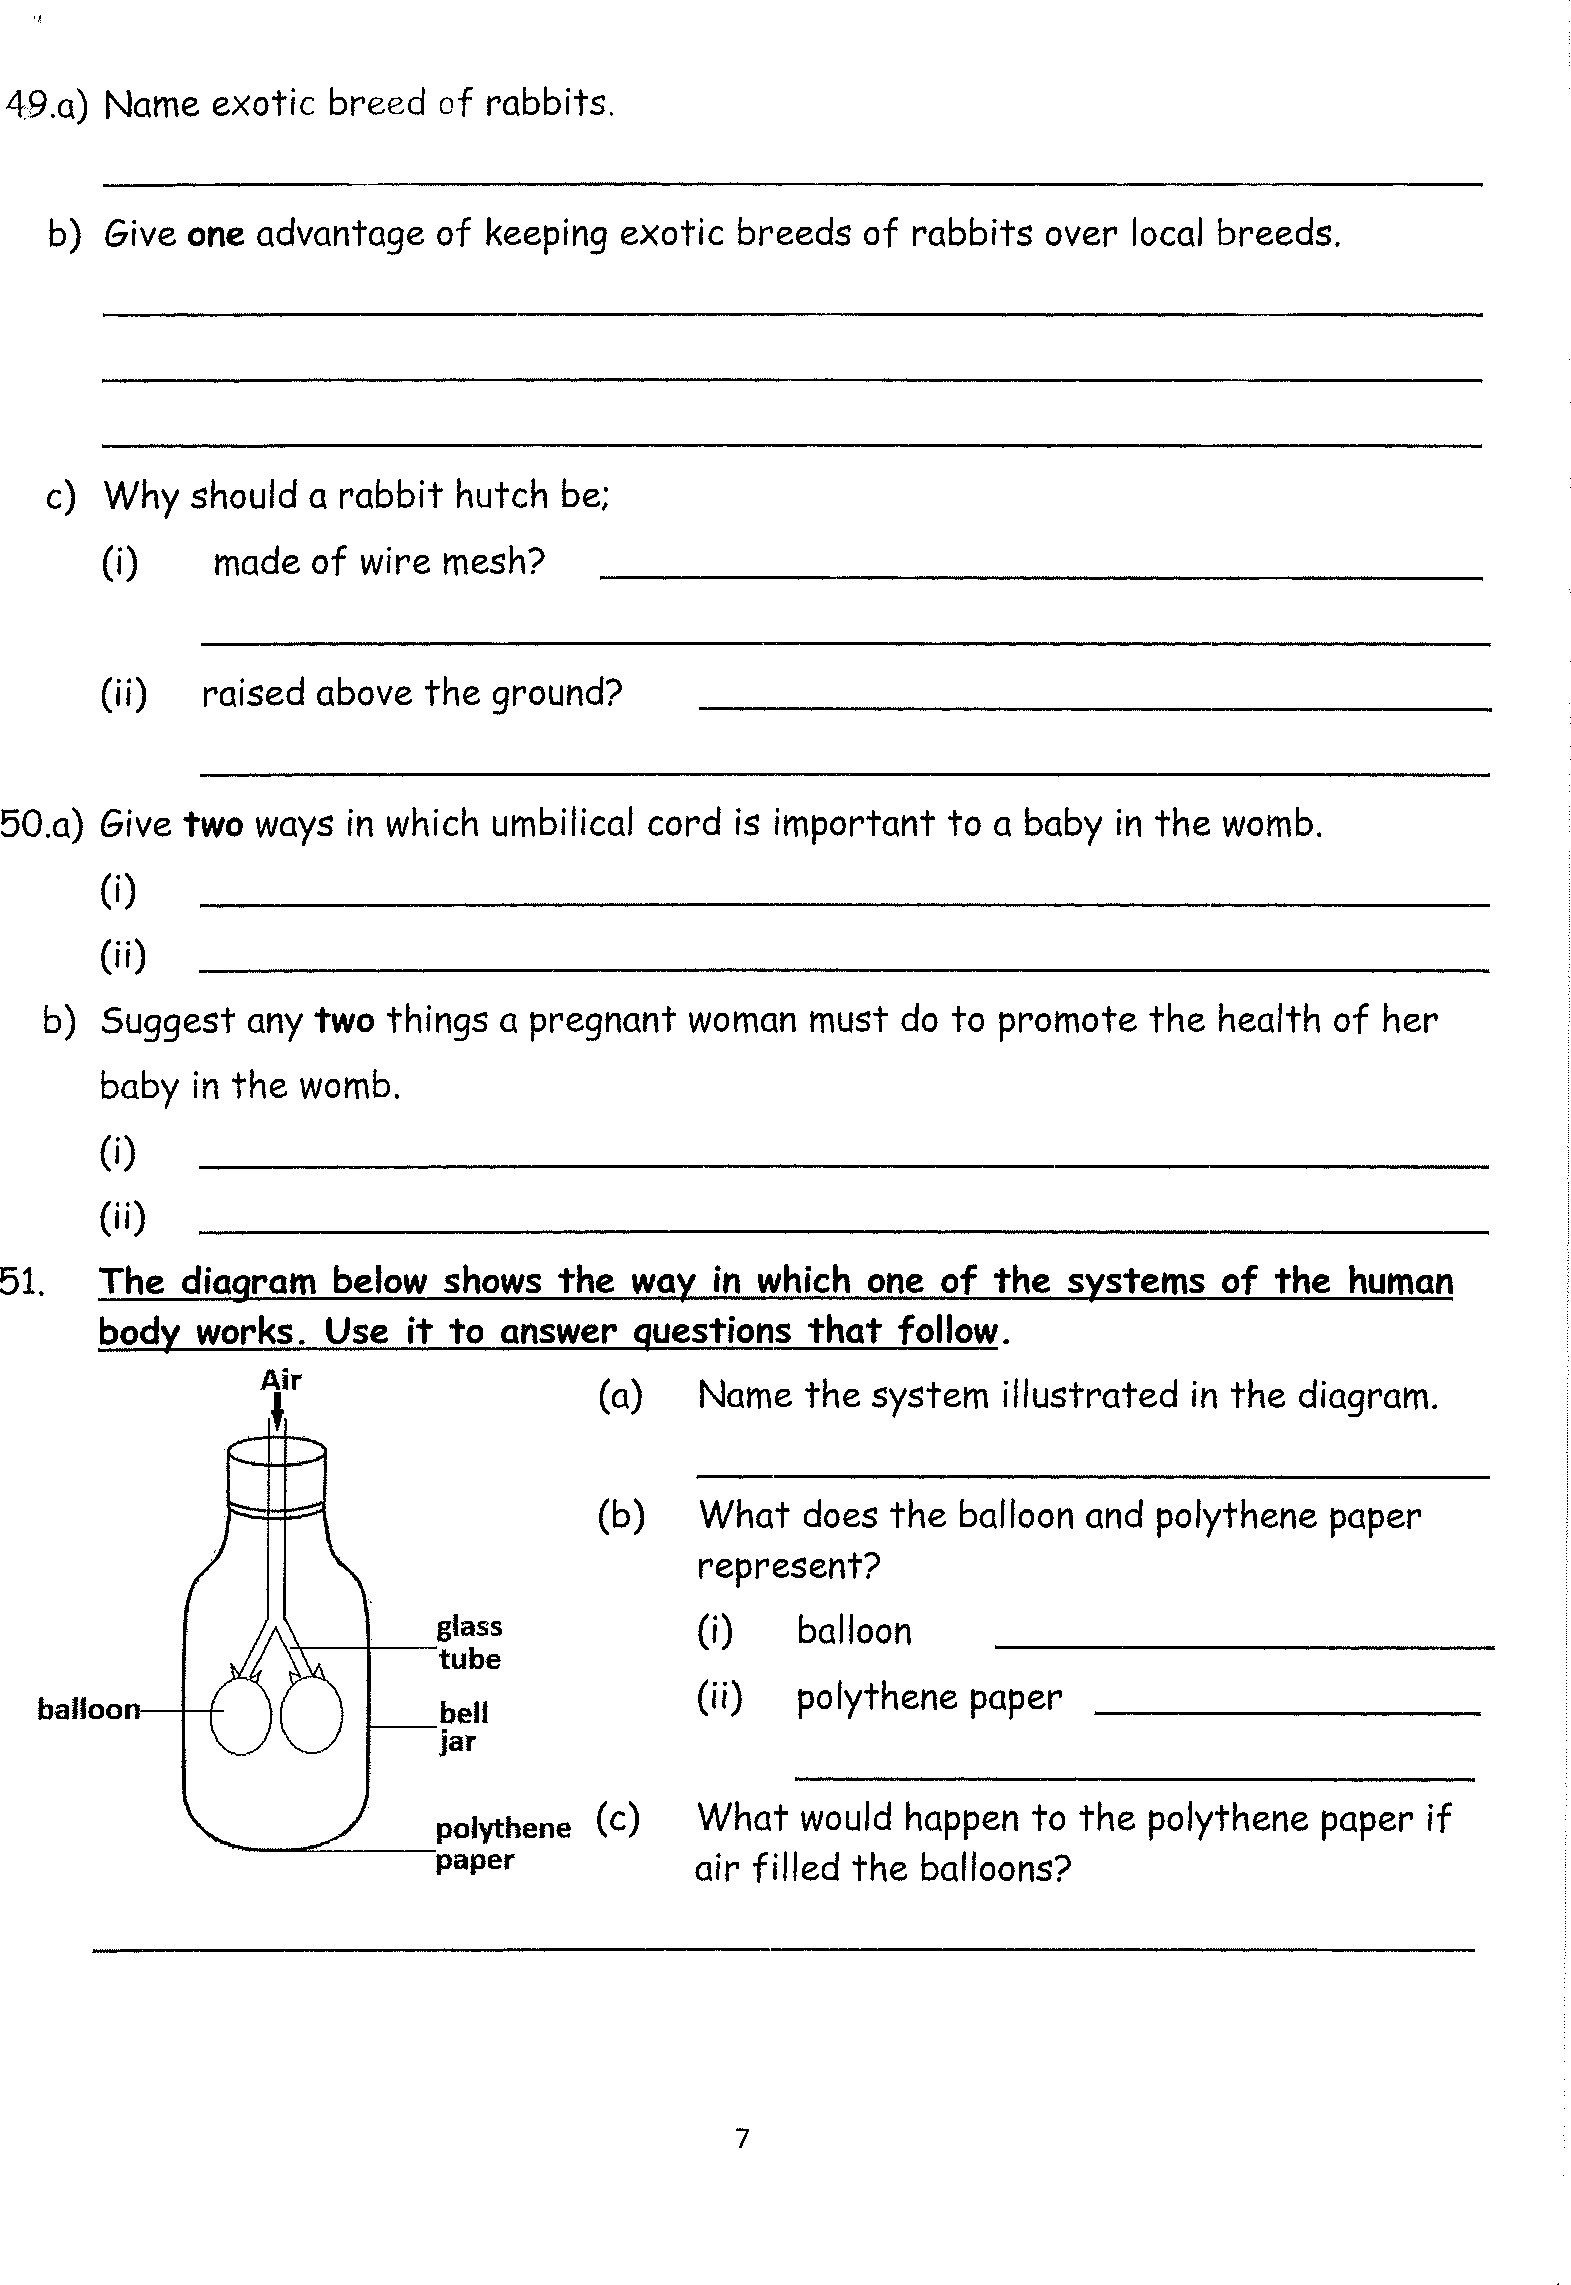 49.a) Name exotic breed of rabbits.
b) Give one advantage of keeping exotic breeds of rabbits over local breeds.
c) Why should a rabbit hutch be;
(i) made of wire mesh?
(ii) raised above the ground?
50.a) Give two ways in which umbilical cord is important to a baby in the womb.
(i)
(ii)
b) Suggest any two things a pregnant woman must do to promote the health of her
baby in the womb.
(i)
(ii)
51. The diagram below shows the way in which one of the systems of the human
body works. Use it to answer questions that follow.
Air
glass
tube
balloon
bell
jar
polythene
paper
(a) Name the system illustrated in the diagram.
(b) What does the balloon and polythene paper
represent?
(i) balloon
(ii) polythene paper
(c) What would happen to the polythene paper if
air filled the balloons?
7